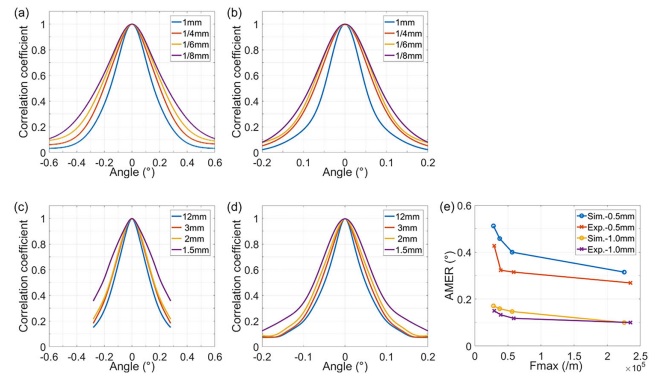 (a)
Correlation coefficient
1
0.8
0.6
0.4
0.2
0
-0.6 -0.4 -0.2 0 0.2 0.4 0.6
Angle (°)
1mm
1/4mm
1/6mm
1/8mm
(b)
Correlation coefficient
1
0.8
0.6
0.4
0.2
0
0.2 0.1 0 0.1 0.2
Angle (°)
1mm
1/4mm
1/6mm
1/8mm
(c)
Correlation coefficient
1
0.8
0.6
0.4
0.2
0
-0.6 -0.4 -0.2 0 0.2 0.4 0.6
Angle (°)
12mm
3mm
2mm
1.5mm
(d)
Correlation coefficient
1
0.8
0.6
0.4
0.2
0
-0.2 -0.1 0 0.1 0.2
Angle (°)
12mm
3mm
2mm
1.5mm
(e)
AMER (°)
0.6
0.4
0.2
0
0 0.5 1 1.5 2 2.5
Fmax (/m) ×10⁵
Sim.-0.5mm
Exp.-0.5mm
Sim.-1.0mm
Exp.-1.0mm